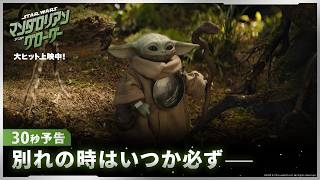 STAR WARS
マンダロリアン
グローグー
大ヒット上映中!
30秒予告
別れの時はいつか必ず──